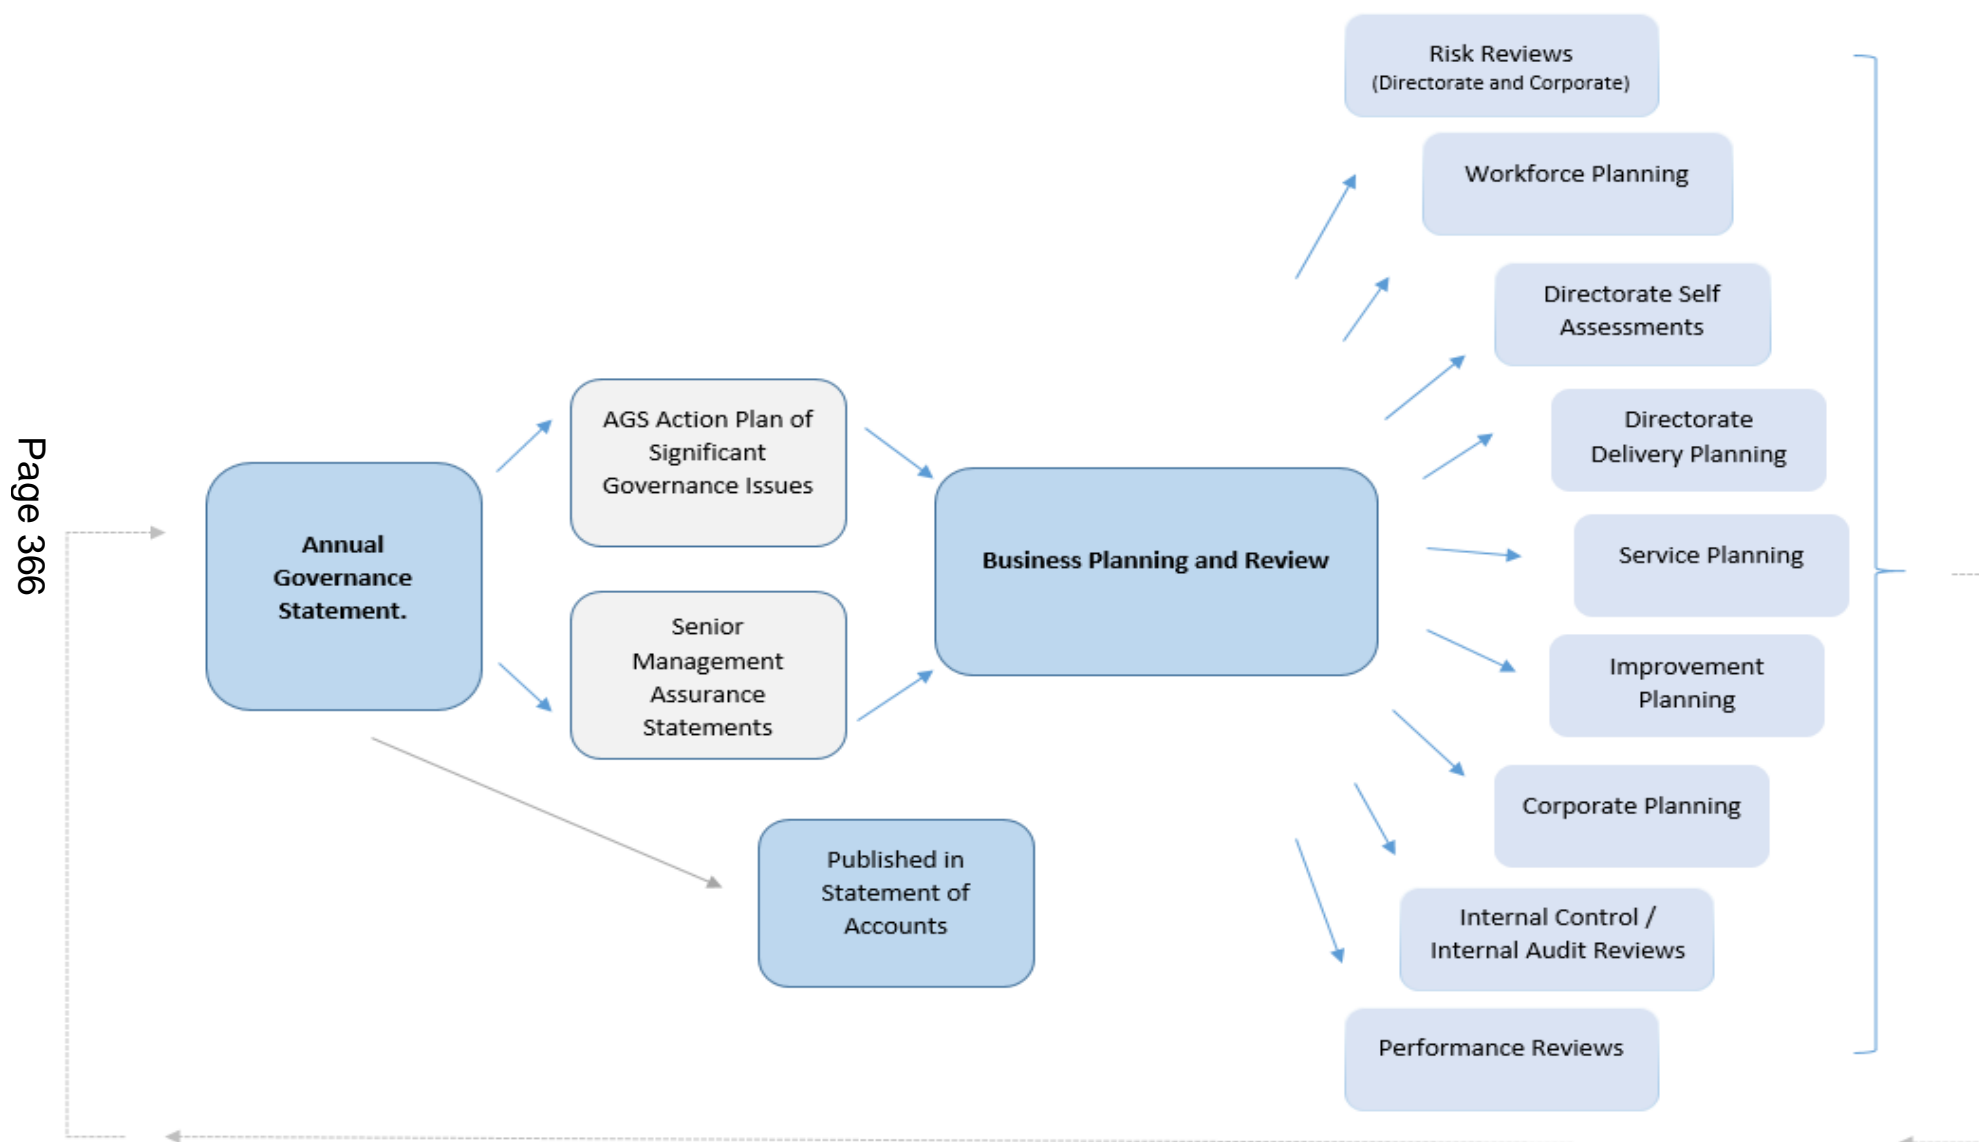 Page 366
Annual
Governance
Statement.
AGS Action Plan of
Significant
Governance Issues
Senior
Management
Assurance
Statements
Published in
Statement of
Accounts
Business Planning and Review
Risk Reviews
(Directorate and Corporate)
Workforce Planning
Directorate Self
Assessments
Directorate
Delivery Planning
Service Planning
Improvement
Planning
Corporate Planning
Internal Control /
Internal Audit Reviews
Performance Reviews